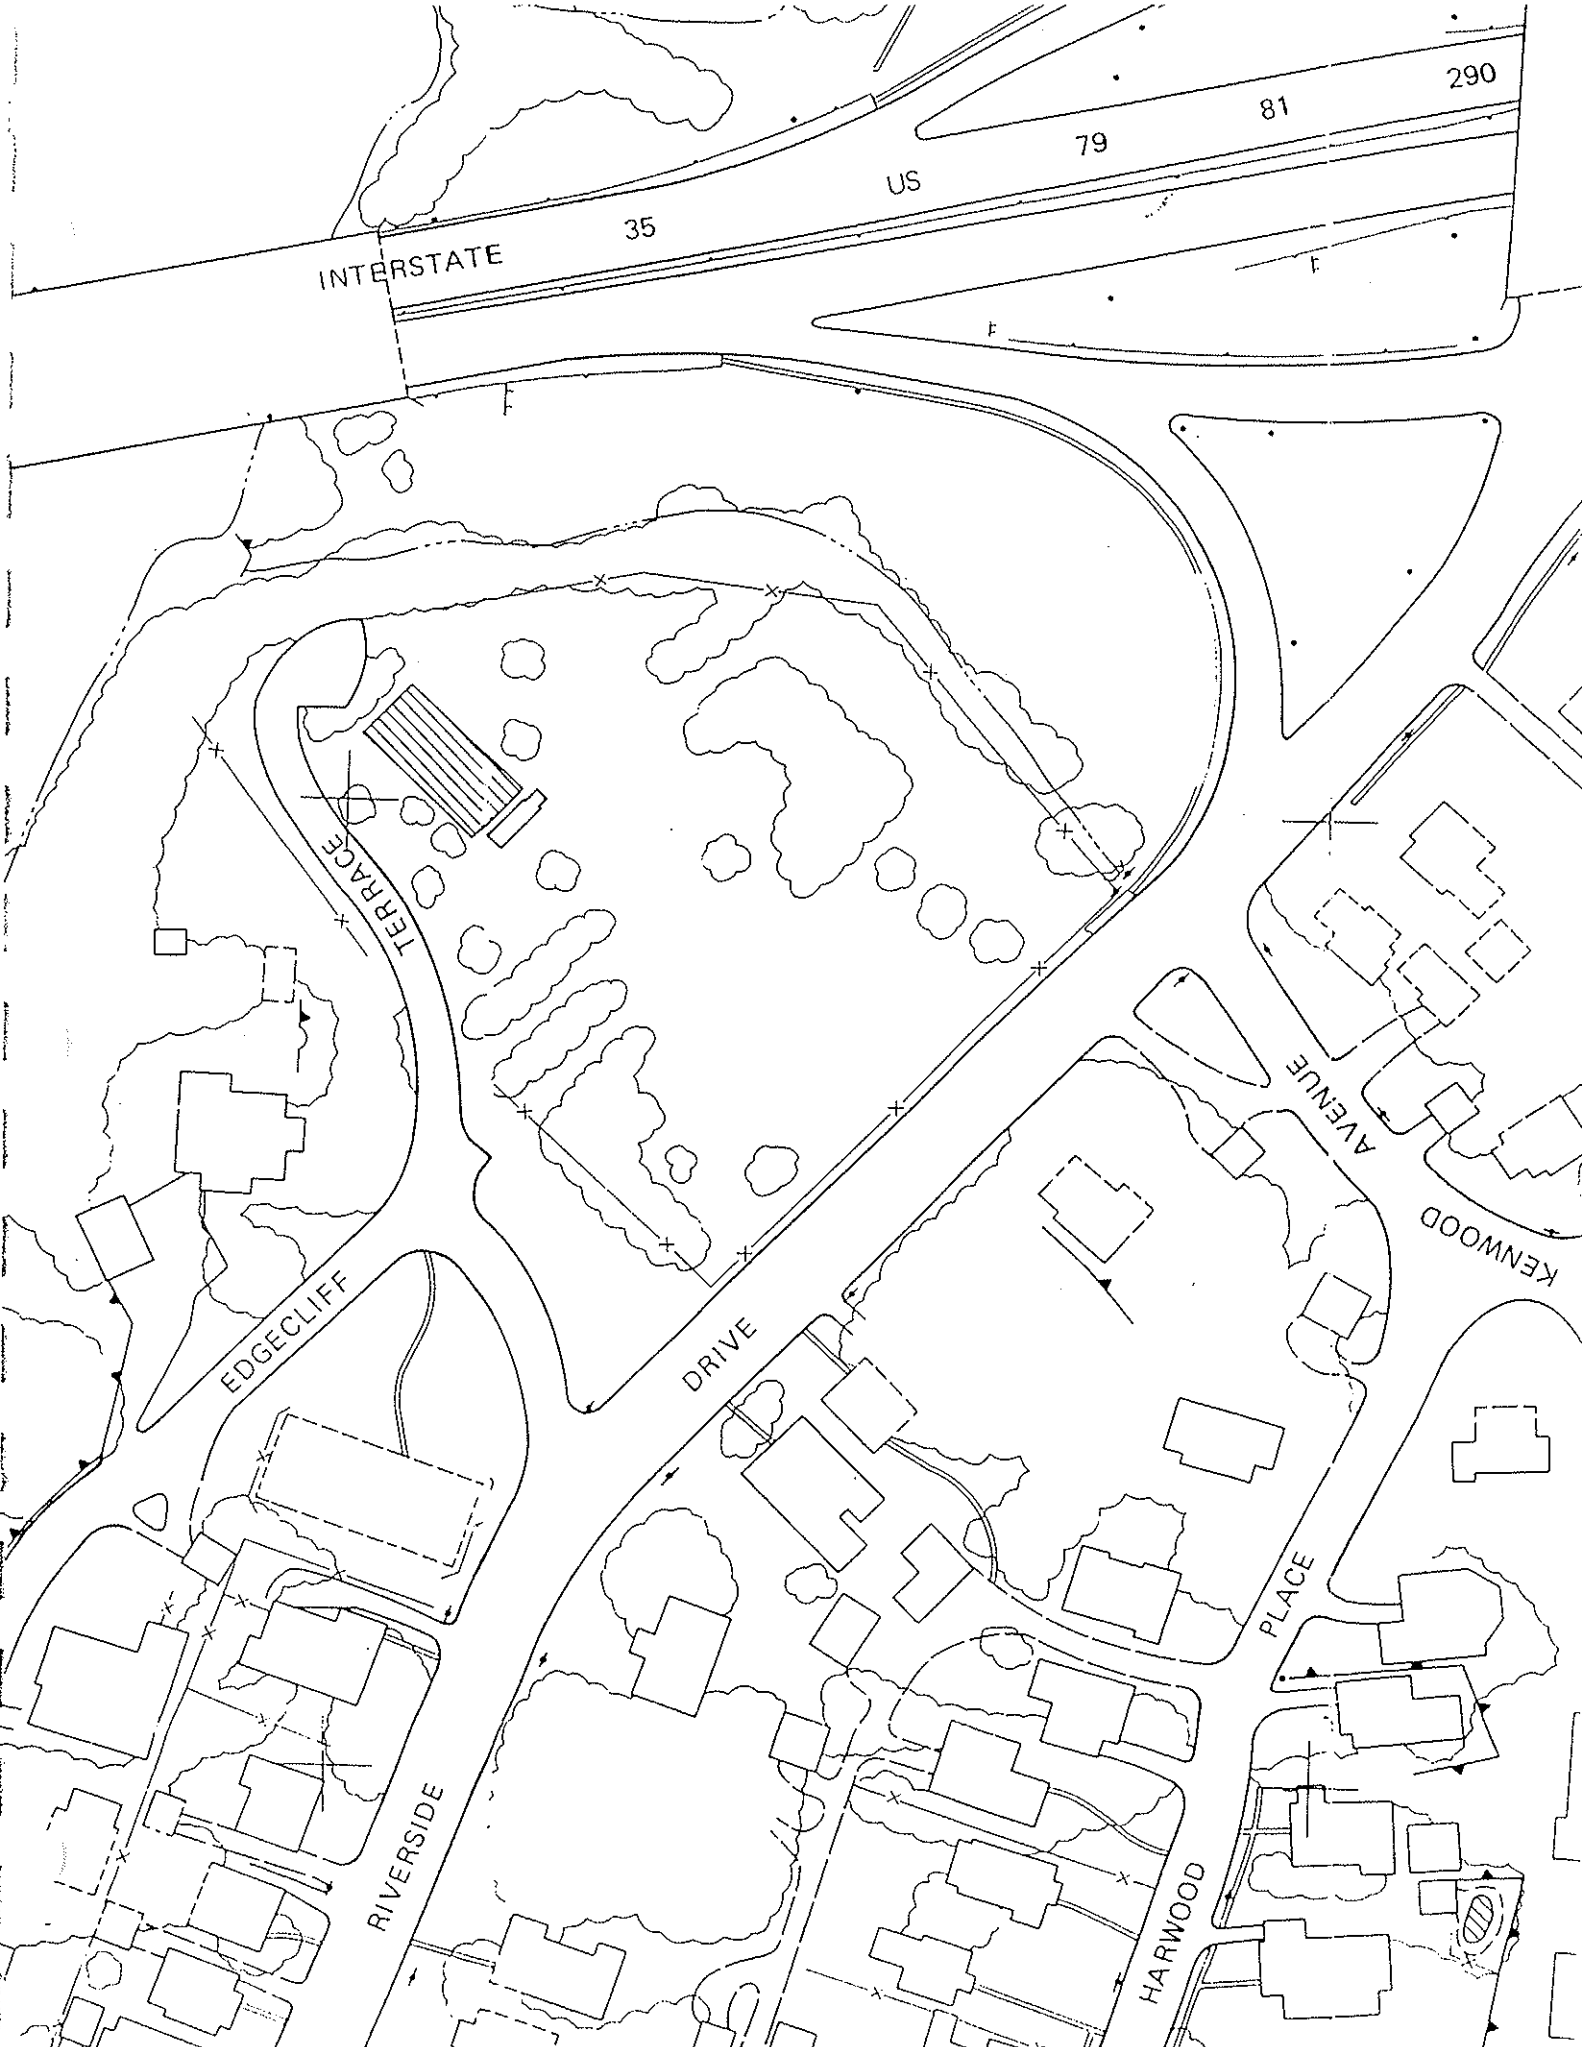 INTERSTATE 35 US 79 81 290
EDGECLIFF TERRACE
RIVERSIDE DRIVE
KENWOOD AVENUE
HARWOOD PLACE